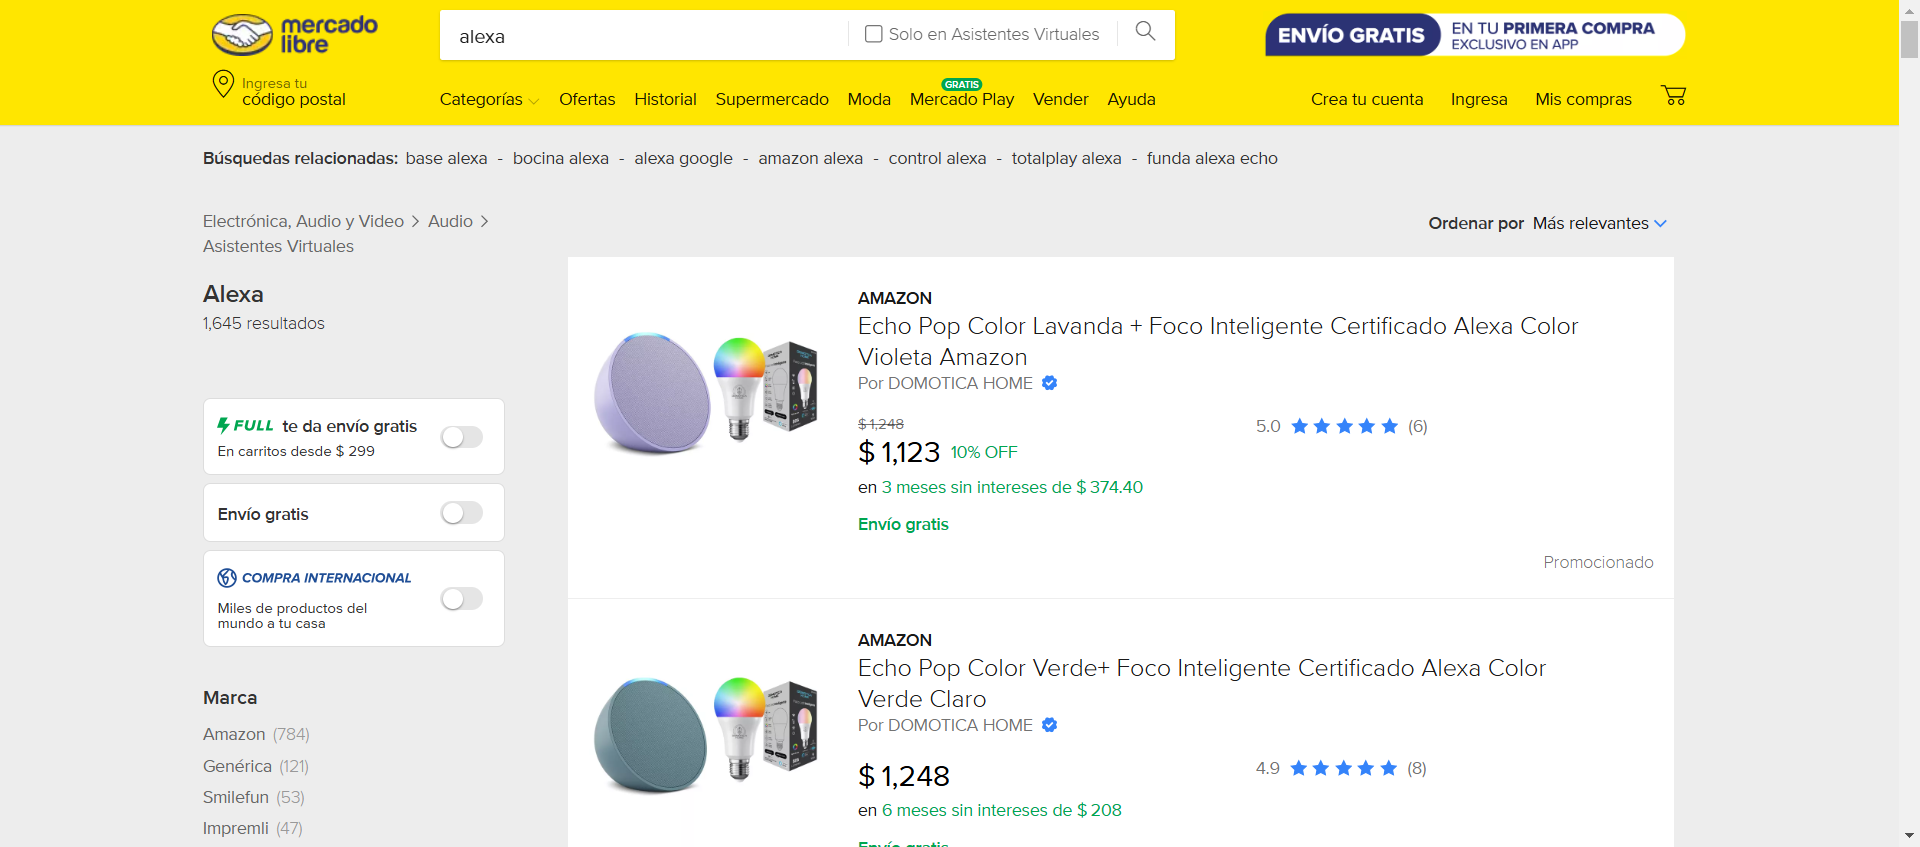 mercado
libre
alexa
Solo en Asistentes Virtuales
ENVÍO GRATIS
EN TU PRIMERA COMPRA
EXCLUSIVO EN APP
Ingresa tu
código postal
Categorías
Ofertas
Historial
Supermercado
Moda
GRATIS
Mercado Play
Vender
Ayuda
Crea tu cuenta
Ingresa
Mis compras
Búsquedas relacionadas: base alexa - bocina alexa - alexa google - amazon alexa - control alexa - totalplay alexa - funda alexa echo
Electrónica, Audio y Video > Audio >
Asistentes Virtuales
Ordenar por Más relevantes
Alexa
1,645 resultados
FULL te da envío gratis
En carritos desde $ 299
Envío gratis
COMPRA INTERNACIONAL
Miles de productos del
mundo a tu casa
Marca
Amazon (784)
Genérica (121)
Smilefun (53)
Impremli (47)
AMAZON
Echo Pop Color Lavanda + Foco Inteligente Certificado Alexa Color
Violeta Amazon
Por DOMOTICA HOME
$ 1,248
$ 1,123 10% OFF
en 3 meses sin intereses de $ 374.40
Envío gratis
5.0 (6)
Promocionado
AMAZON
Echo Pop Color Verde+ Foco Inteligente Certificado Alexa Color
Verde Claro
Por DOMOTICA HOME
$ 1,248
en 6 meses sin intereses de $ 208
Envío gratis
4.9 (8)